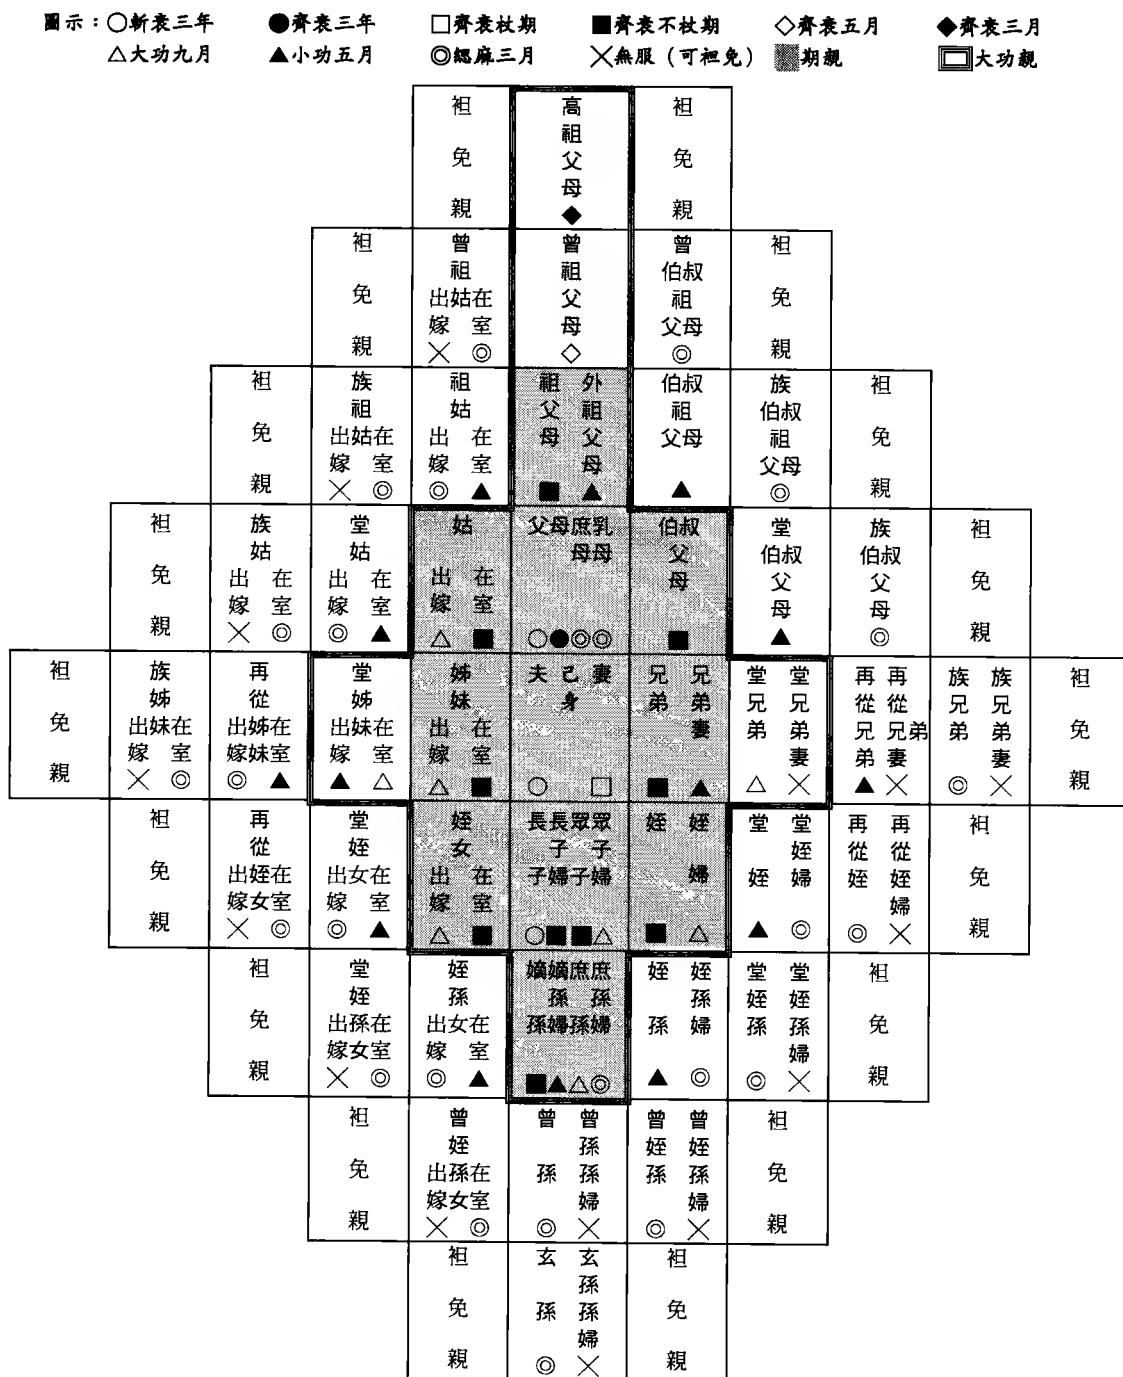 圖示：○斬衰三年 ●齊衰三年 □齊衰杖期 ■齊衰不杖期 ◇齊衰五月 ◆齊衰三月
△大功九月 ▲小功五月 ◎緦麻三月 ╳無服（可袒免） 期親 大功親
袒免親
高祖父母◆
袒免親
袒免親
曾祖姑 出嫁╳ 在室◎
曾祖父母◇
曾伯叔祖父母◎
袒免親
袒免親
族祖姑 出嫁╳ 在室◎
祖姑 出嫁◎ 在室▲
祖父母■ 外祖父母▲
伯叔祖父母▲
族伯叔祖父母◎
袒免親
袒免親
族姑 出嫁╳ 在室◎
堂姑 出嫁◎ 在室▲
姑 出嫁△ 在室■
父○ 母● 庶母◎ 乳母◎
伯叔父母■
堂伯叔父母▲
族伯叔父母◎
袒免親
袒免親
族姊妹 出嫁╳ 在室◎
再從姊妹 出嫁◎ 在室▲
堂姊妹 出嫁▲ 在室△
姊妹 出嫁△ 在室■
夫○ 己身 妻□
兄弟■ 兄弟妻▲
堂兄弟△ 堂兄弟妻╳
再從兄弟▲ 再從兄弟妻╳
族兄弟◎ 族兄弟妻╳
袒免親
袒免親
再從姪女 出嫁╳ 在室◎
堂姪女 出嫁◎ 在室▲
姪女 出嫁△ 在室■
長子○ 長子婦■ 眾子■ 眾子婦△
姪■ 姪婦△
堂姪▲ 堂姪婦◎
再從姪◎ 再從姪婦╳
袒免親
袒免親
堂姪孫女 出嫁╳ 在室◎
姪孫女 出嫁◎ 在室▲
嫡孫■ 嫡孫婦▲ 庶孫△ 庶孫婦◎
姪孫▲ 姪孫婦◎
堂姪孫◎ 堂姪孫婦╳
袒免親
袒免親
曾姪孫女 出嫁╳ 在室◎
曾孫◎ 曾孫孫婦╳
曾姪孫◎ 曾姪孫婦╳
袒免親
袒免親
玄孫◎ 玄孫孫婦╳
袒免親